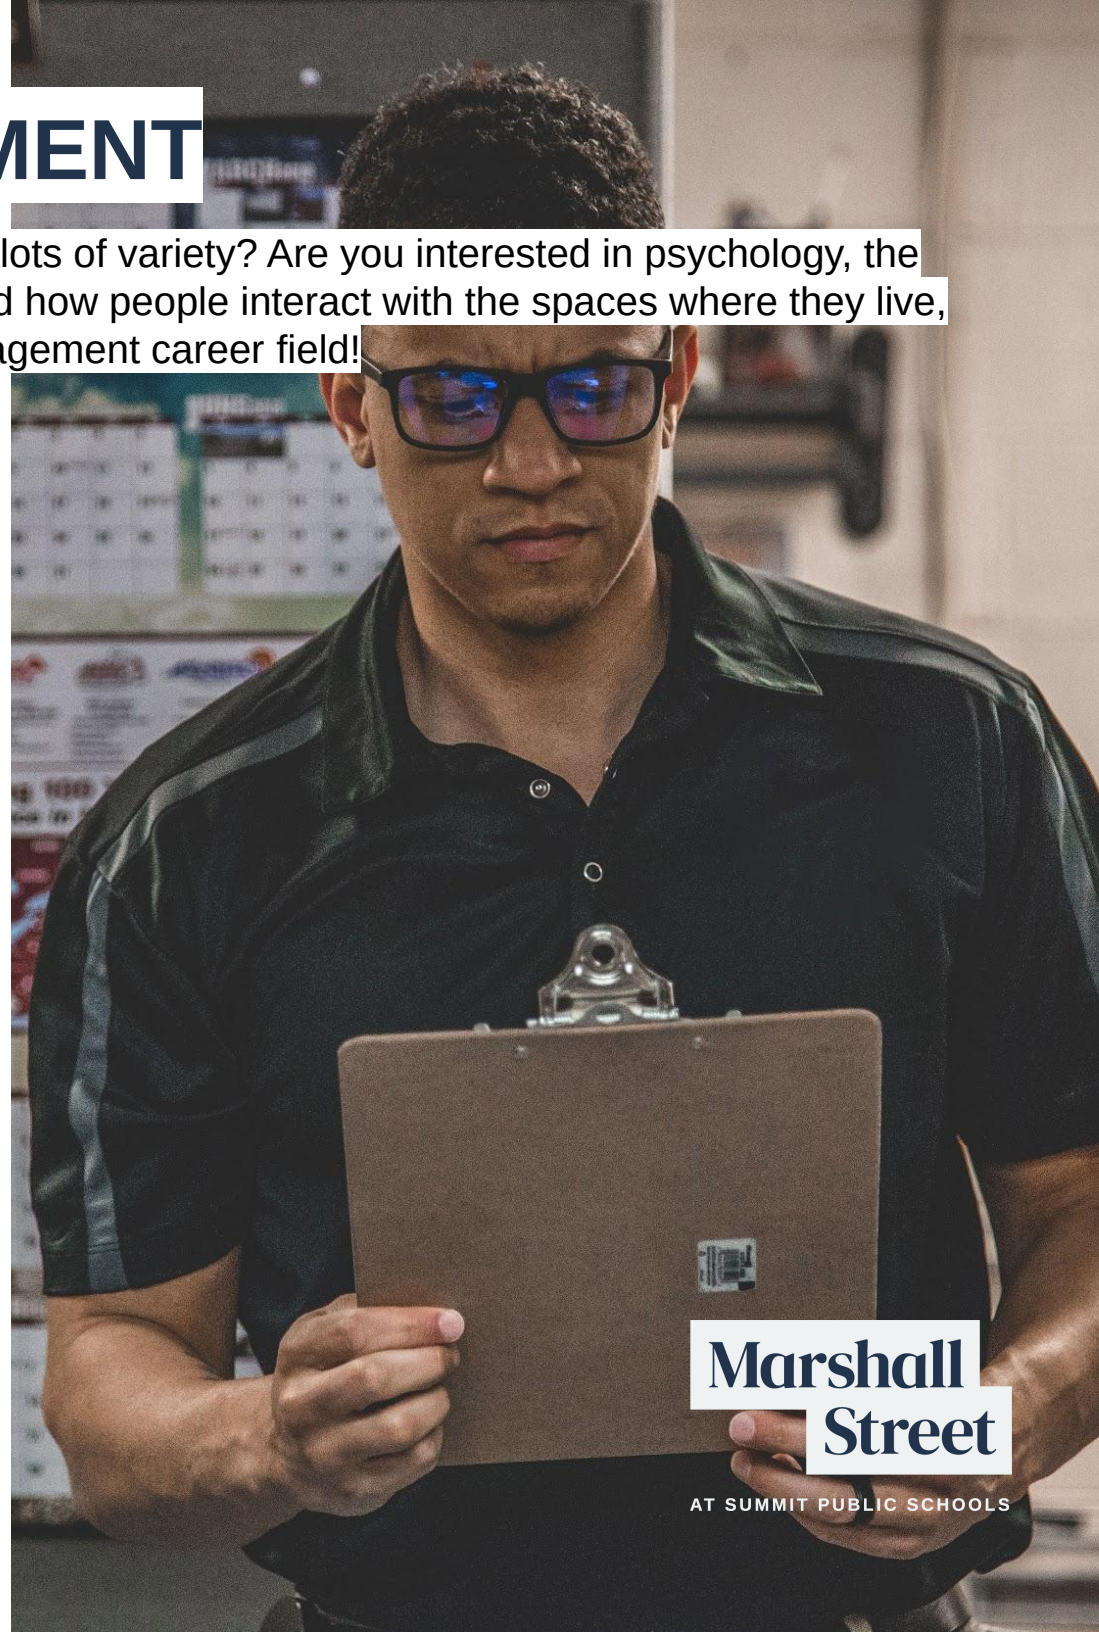 MENT
lots of variety? Are you interested in psychology, the
d how people interact with the spaces where they live,
agement career field!
Marshall
Street
AT SUMMIT PUBLIC SCHOOLS